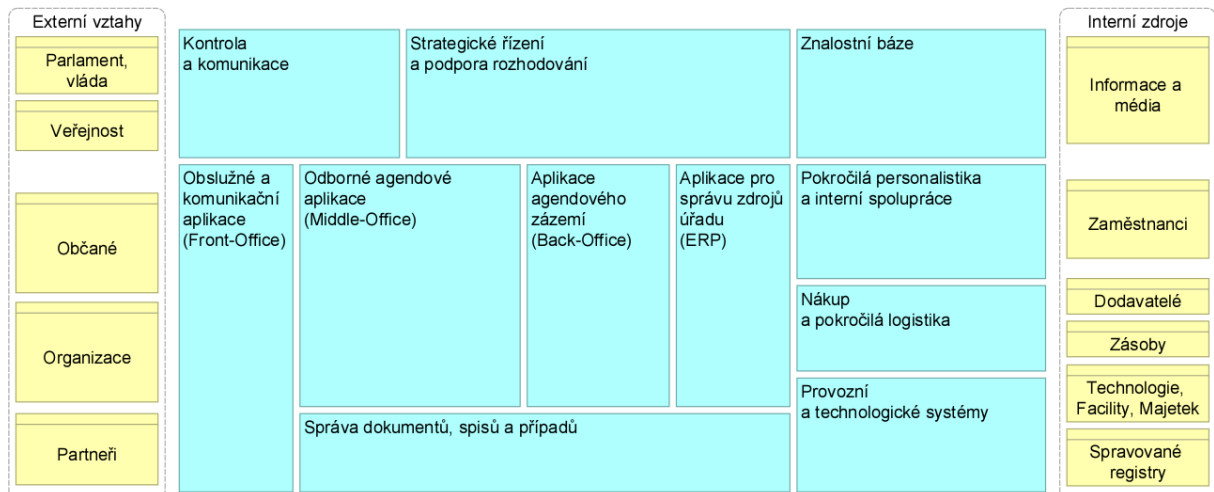 Externí vztahy
Parlament,
vláda
Veřejnost
Občané
Organizace
Partneři
Kontrola
a komunikace
Strategické řízení
a podpora rozhodování
Znalostní báze
Obslužné a
komunikační
aplikace
(Front-Office)
Odborné agendové
aplikace
(Middle-Office)
Aplikace
agendového
zázemí
(Back-Office)
Aplikace pro
správu zdrojů
úřadu
(ERP)
Pokročilá personalistika
a interní spolupráce
Nákup
a pokročilá logistika
Provozní
a technologické systémy
Správa dokumentů, spisů a případů
Interní zdroje
Informace a
média
Zaměstnanci
Dodavatelé
Zásoby
Technologie,
Facility, Majetek
Spravované
registry